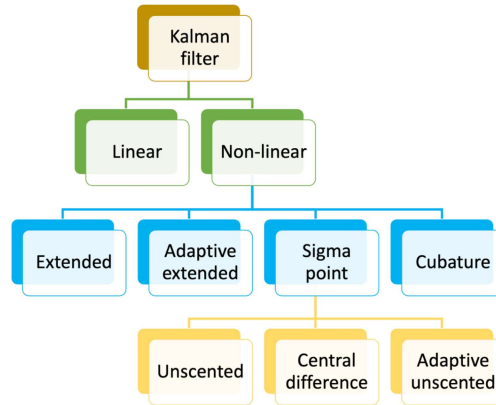 Kalman
filter
Linear
Non-linear
Extended
Adaptive
extended
Sigma
point
Cubature
Unscented
Central
difference
Adaptive
unscented